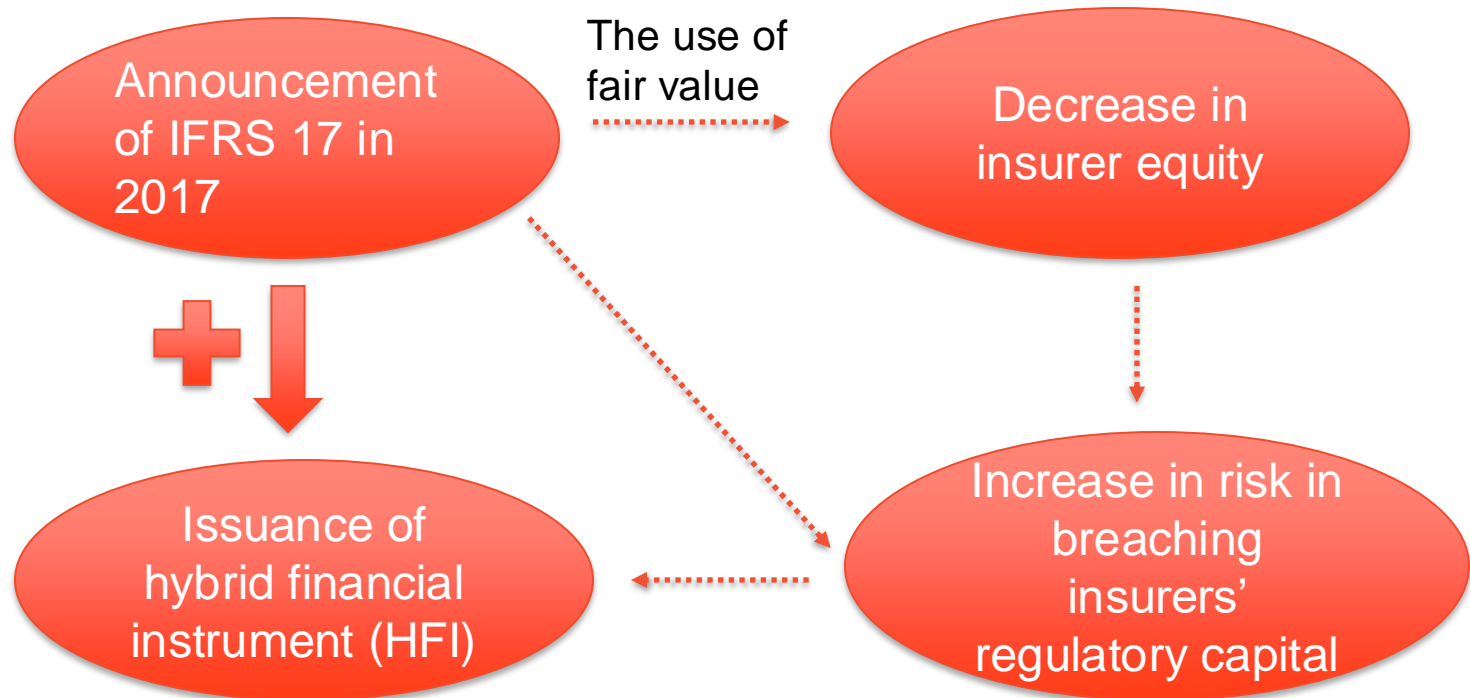 Announcement
of IFRS 17 in
2017
The use of
fair value
Decrease in
insurer equity
Issuance of
hybrid financial
instrument (HFI)
Increase in risk in
breaching
insurers’
regulatory capital